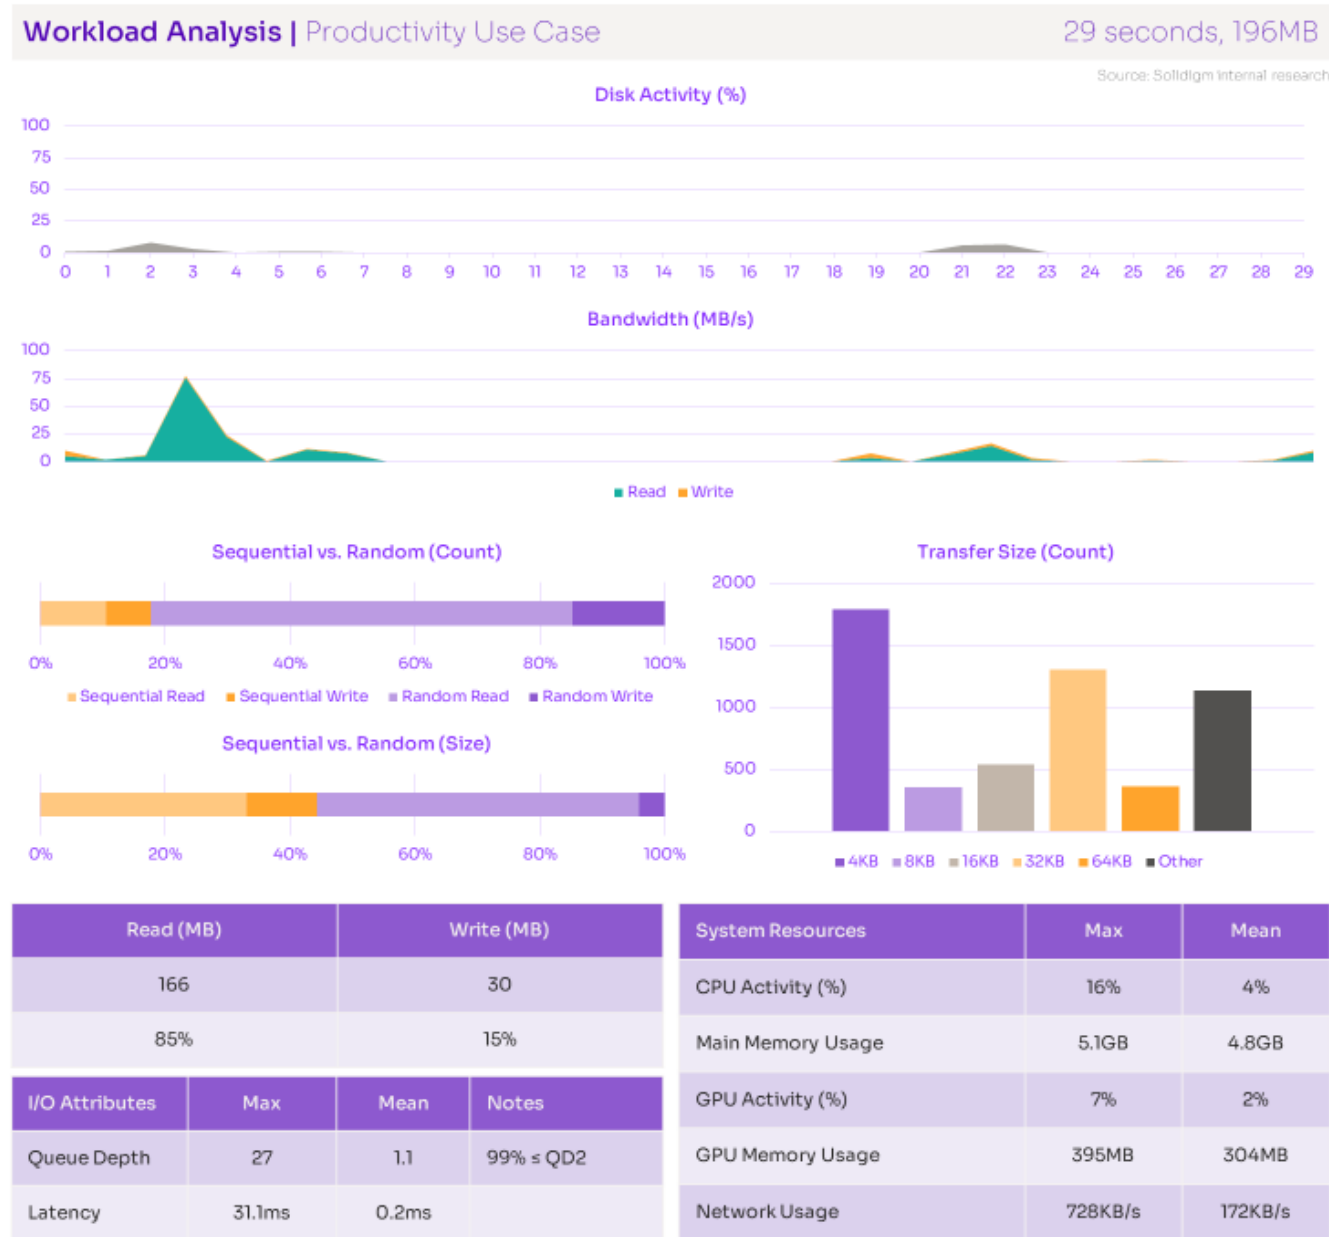 Workload Analysis | Productivity Use Case 29 seconds, 196MB
Source: Solidigm internal research
Disk Activity (%)
100
75
50
25
0
0 1 2 3 4 5 6 7 8 9 10 11 12 13 14 15 16 17 18 19 20 21 22 23 24 25 26 27 28 29
Bandwidth (MB/s)
100
75
50
25
0
Read Write
Sequential vs. Random (Count)
0% 20% 40% 60% 80% 100%
Sequential Read Sequential Write Random Read Random Write
Sequential vs. Random (Size)
0% 20% 40% 60% 80% 100%
Transfer Size (Count)
2000
1500
1000
500
0
4KB 8KB 16KB 32KB 64KB Other
Read (MB) Write (MB)
166 30
85% 15%
I/O Attributes Max Mean Notes
Queue Depth 27 1.1 99% ≤ QD2
Latency 31.1ms 0.2ms
System Resources Max Mean
CPU Activity (%) 16% 4%
Main Memory Usage 5.1GB 4.8GB
GPU Activity (%) 7% 2%
GPU Memory Usage 395MB 304MB
Network Usage 728KB/s 172KB/s